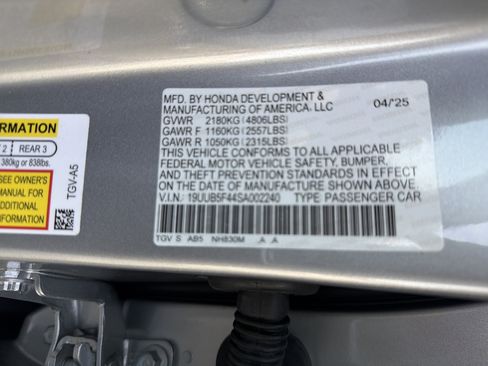 MFD. BY HONDA DEVELOPMENT &
MANUFACTURING OF AMERICA, LLC 04/25
GVWR 2180KG(4806LBS)
GAWR F 1160KG(2557LBS)
GAWR R 1050KG(2315LBS)
THIS VEHICLE CONFORMS TO ALL APPLICABLE
FEDERAL MOTOR VEHICLE SAFETY, BUMPER,
AND THEFT PREVENTION STANDARDS IN EFFECT
ON THE DATE OF MANUFACTURE SHOWN ABOVE.
V.I.N.: 19UUB5F44SA002240 TYPE PASSENGER CAR
TGV S AB5 NH830M .A .A
ORMATION
2 REAR 3
380kg or 838lbs.
SEE OWNER'S
MANUAL FOR
ADDITIONAL
INFORMATION
TGV-A5